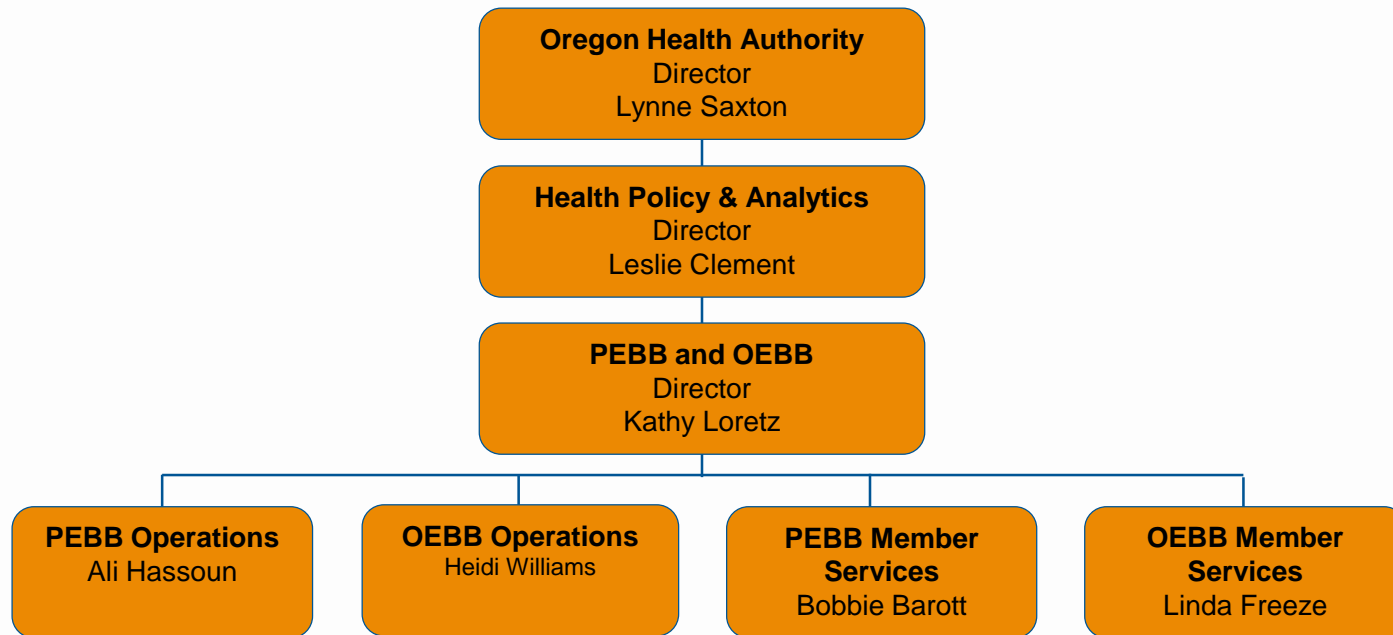 Oregon Health Authority
Director
Lynne Saxton
Health Policy & Analytics
Director
Leslie Clement
PEBB and OEBB
Director
Kathy Loretz
PEBB Operations
Ali Hassoun
OEBB Operations
Heidi Williams
PEBB Member
Services
Bobbie Barott
OEBB Member
Services
Linda Freeze